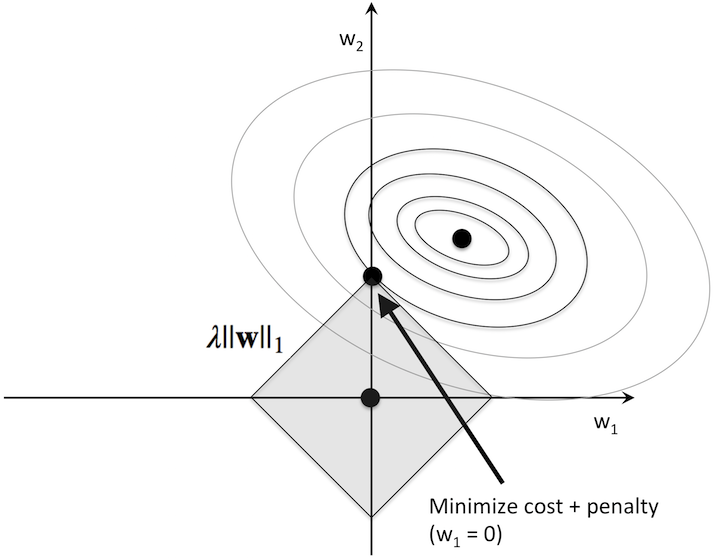 w₂
λ||w||₁
w₁
Minimize cost + penalty
(w₁ = 0)